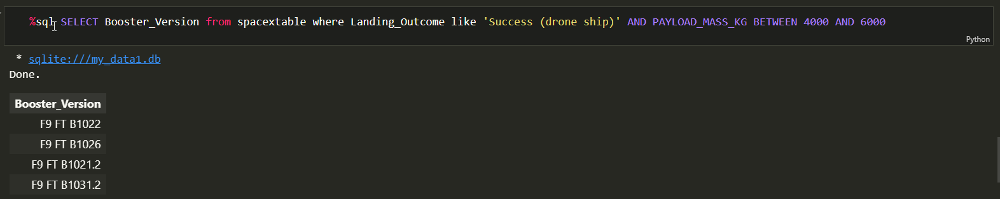 %sql SELECT Booster_Version from spacextable where Landing_Outcome like 'Success (drone ship)' AND PAYLOAD_MASS_KG BETWEEN 4000 AND 6000
Python
* sqlite:///my_data1.db
Done.
Booster_Version
F9 FT B1022
F9 FT B1026
F9 FT B1021.2
F9 FT B1031.2